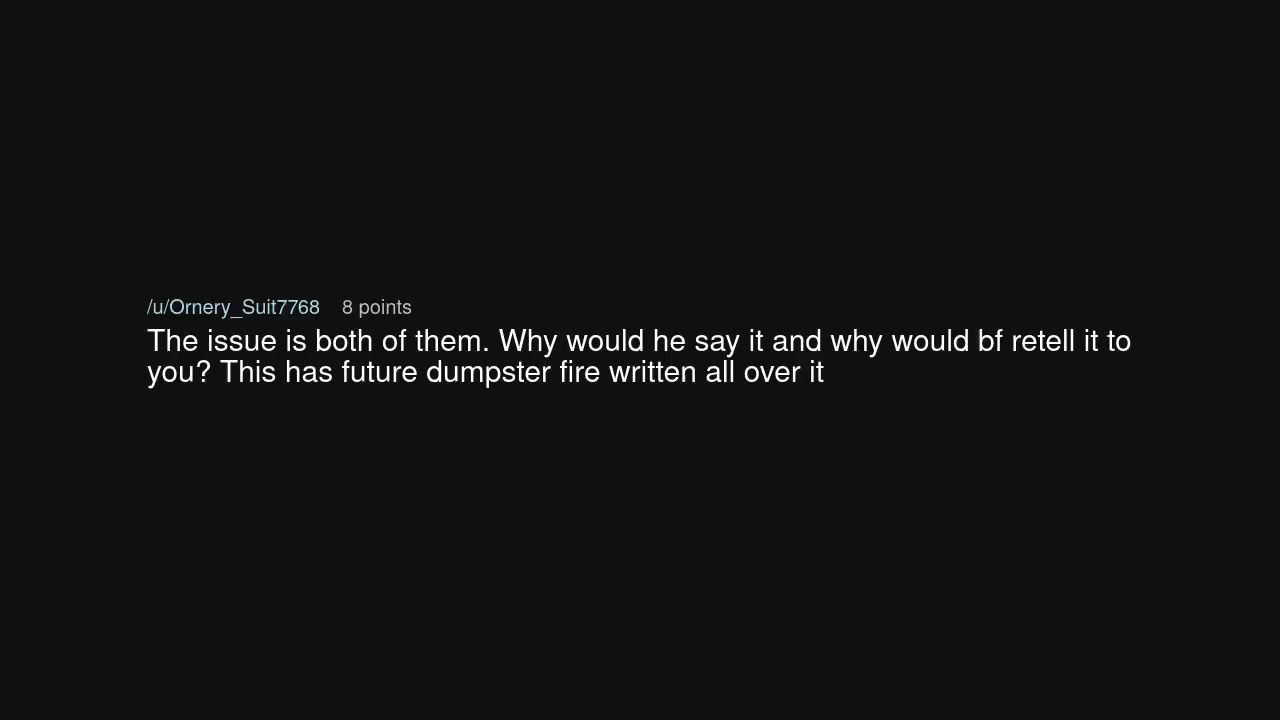 /u/Ornery_Suit7768 8 points
The issue is both of them. Why would he say it and why would bf retell it to
you? This has future dumpster fire written all over it